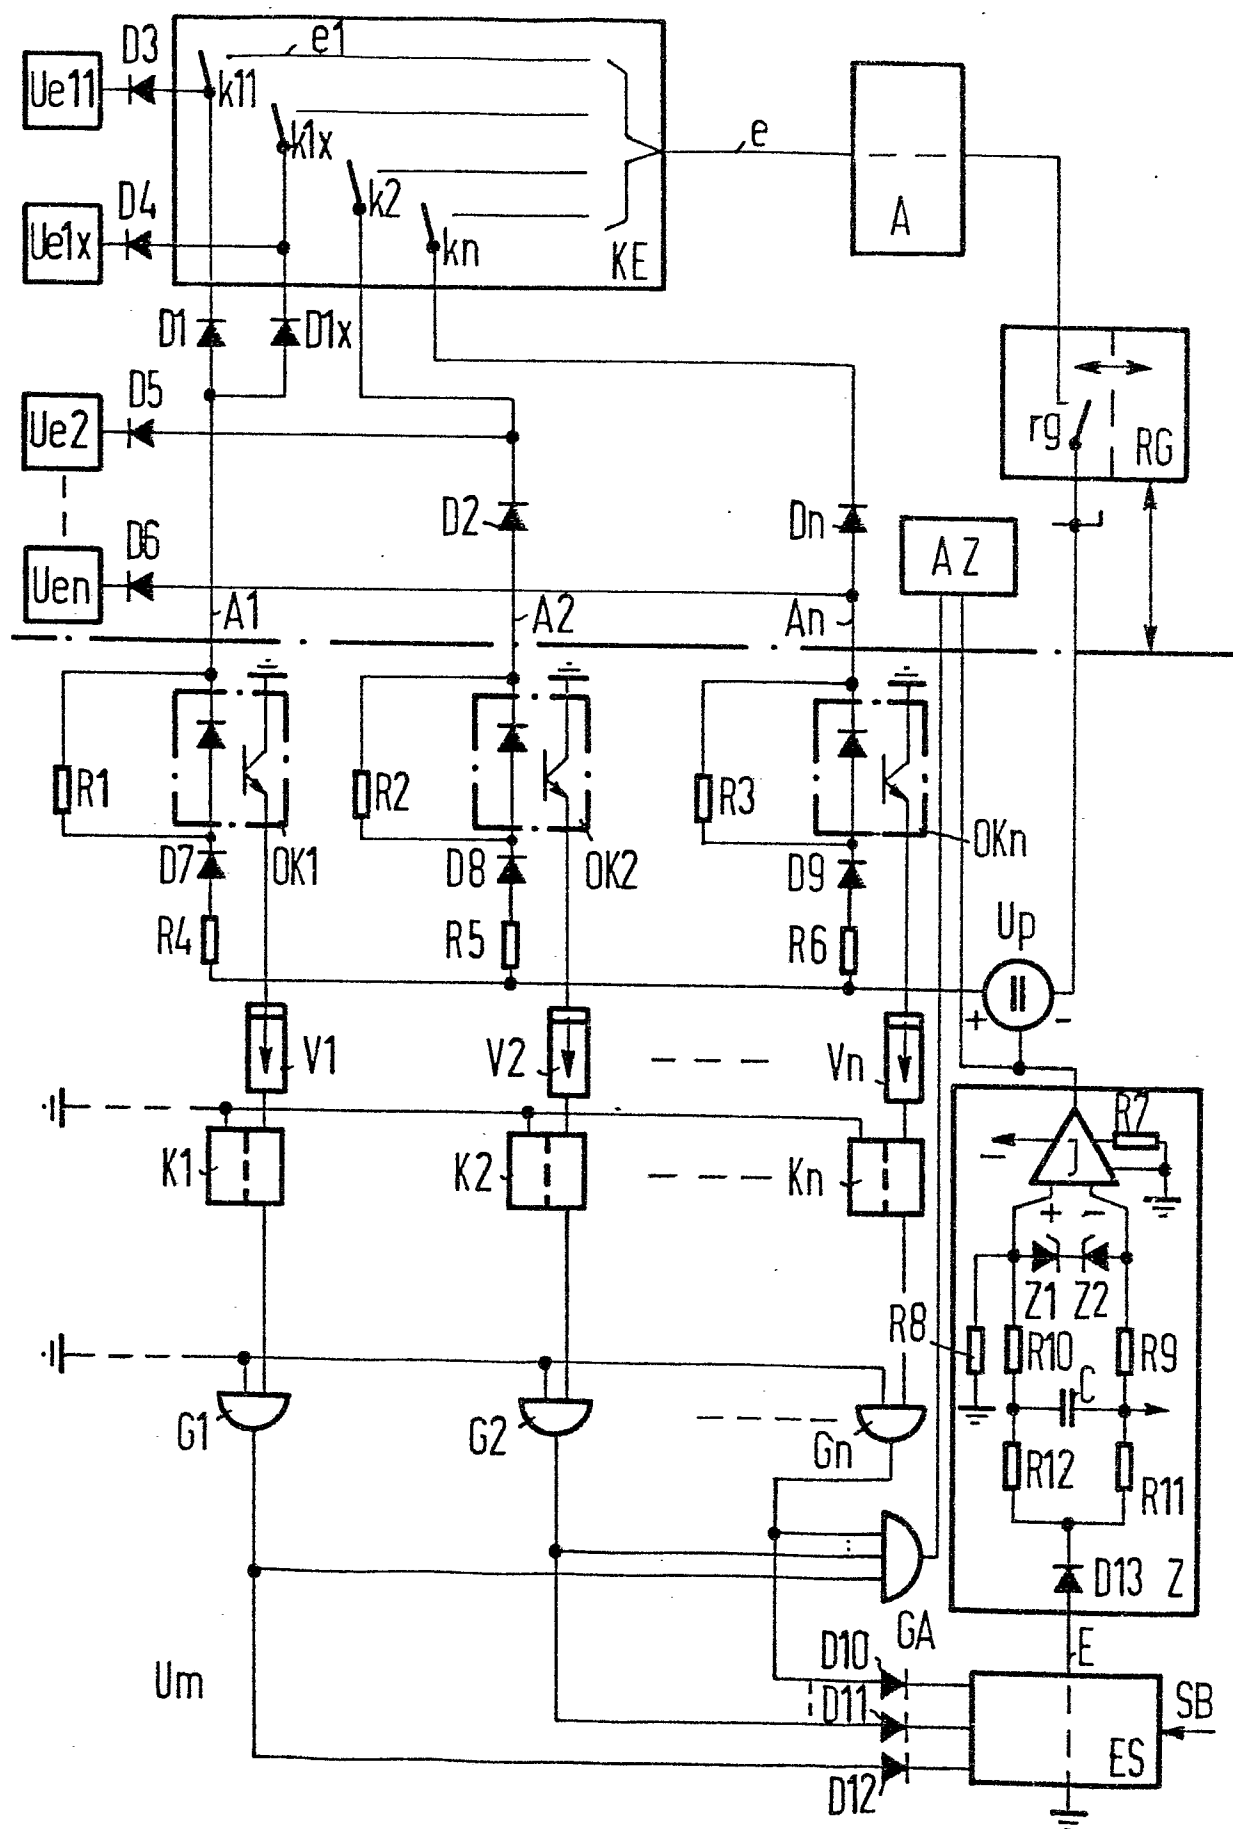 D3
e1
Ue11
k11
k1x
e
D4
k2
A
Ue1x
kn
KE
D1
D1x
D5
Ue2
rg
RG
D2
Dn
D6
AZ
Uen
A1
A2
An
R1
R2
R3
OKn
D7
OK1
D8
OK2
D9
Up
R4
R5
R6
+
-
V1
V2
Vn
R7
K1
K2
Kn
+ -
Z1 Z2
R8
R10
R9
C
G1
G2
Gn
R12
R11
D13
Z
GA
E
D10
Um
D11
SB
ES
D12